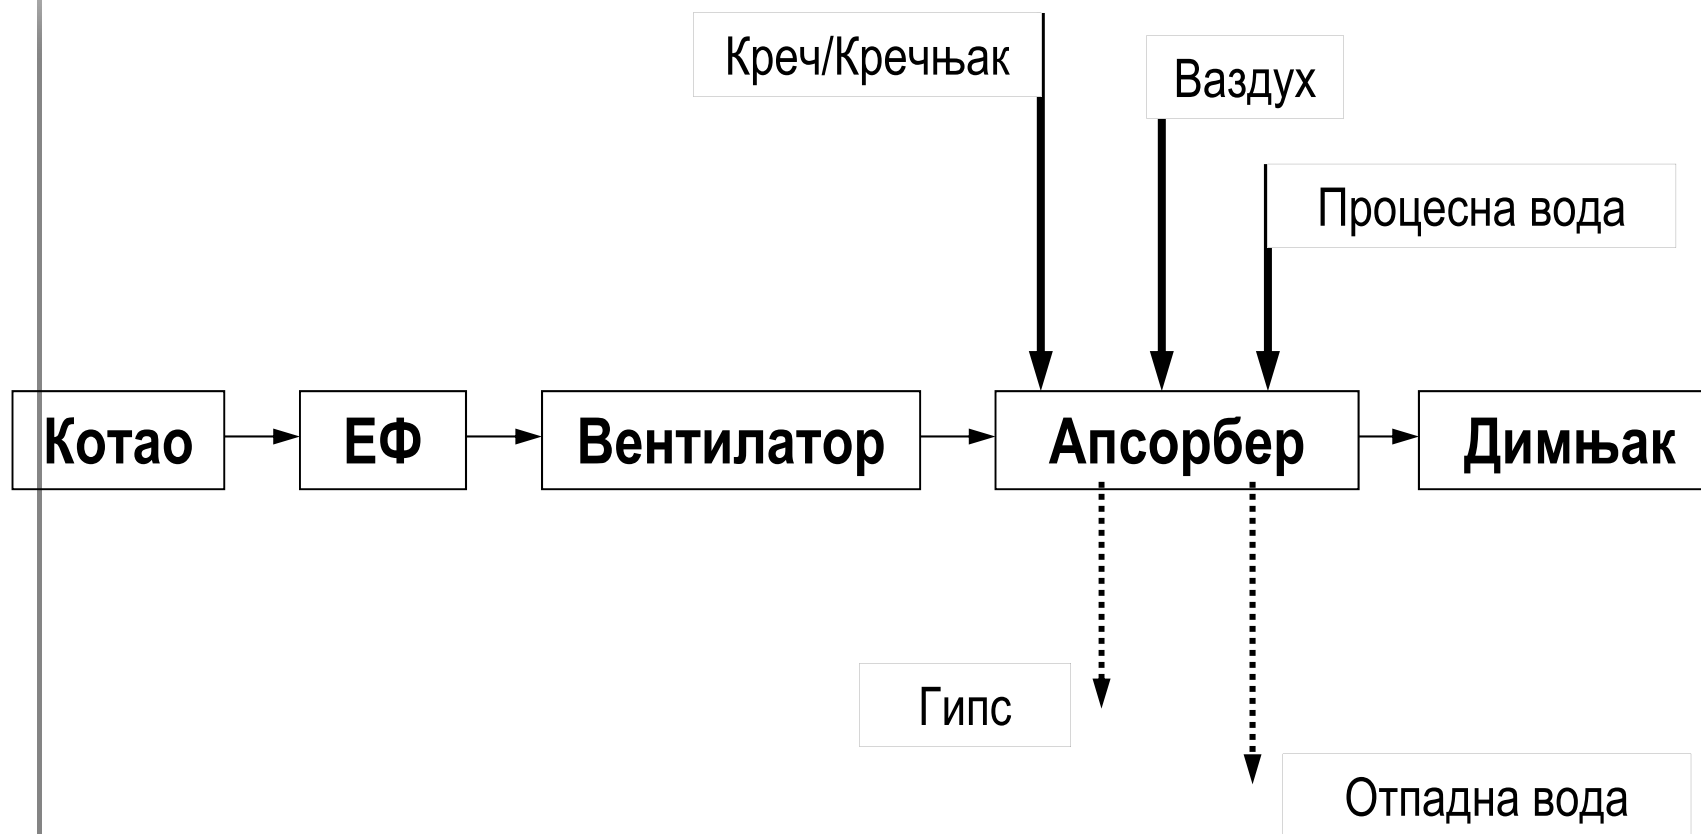 Креч/Кречњак
Ваздух
Процесна вода
Котао
ЕФ
Вентилатор
Апсорбер
Димњак
Гипс
Отпадна вода